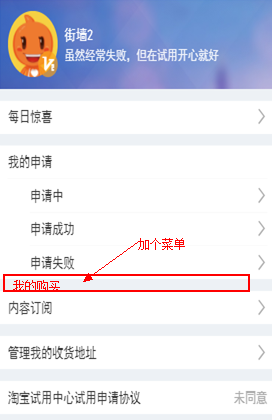 街墙2
虽然经常失败，但在试用开心就好
V2
每日惊喜
我的申请
申请中
申请成功
加个菜单
申请失败
我的购买
内容订阅
管理我的收货地址
淘宝试用中心试用申请协议 未同意